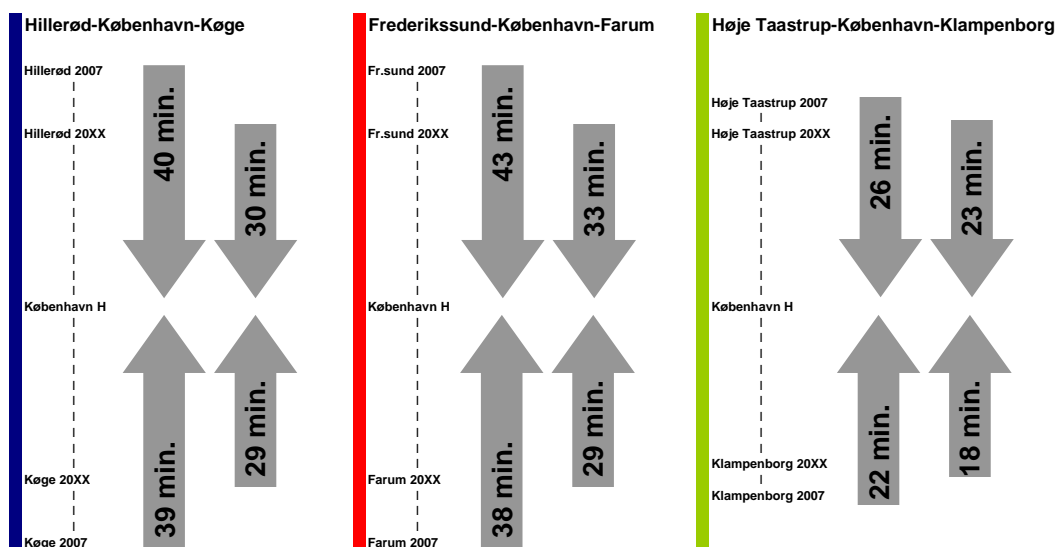 Hillerød-København-Køge
Hillerød 2007
Hillerød 20XX
København H
Køge 20XX
Køge 2007
40 min.
30 min.
39 min.
29 min.
Frederikssund-København-Farum
Fr.sund 2007
Fr.sund 20XX
København H
Farum 20XX
Farum 2007
43 min.
33 min.
38 min.
29 min.
Høje Taastrup-København-Klampenborg
Høje Taastrup 2007
Høje Taastrup 20XX
København H
Klampenborg 20XX
Klampenborg 2007
26 min.
23 min.
22 min.
18 min.